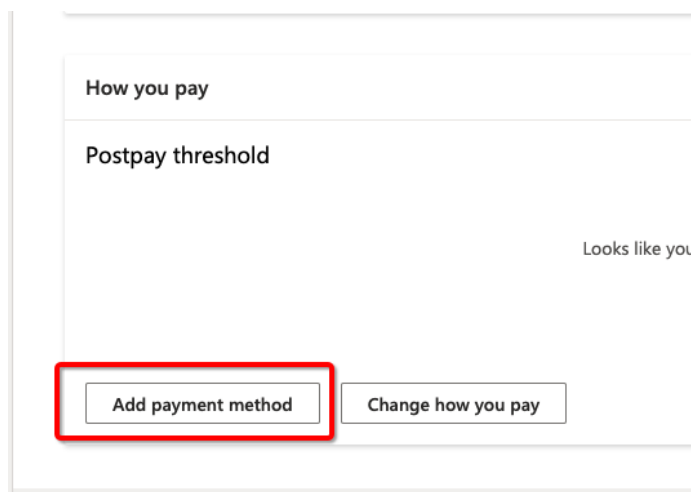 How you pay
Postpay threshold
Looks like you
Add payment method
Change how you pay